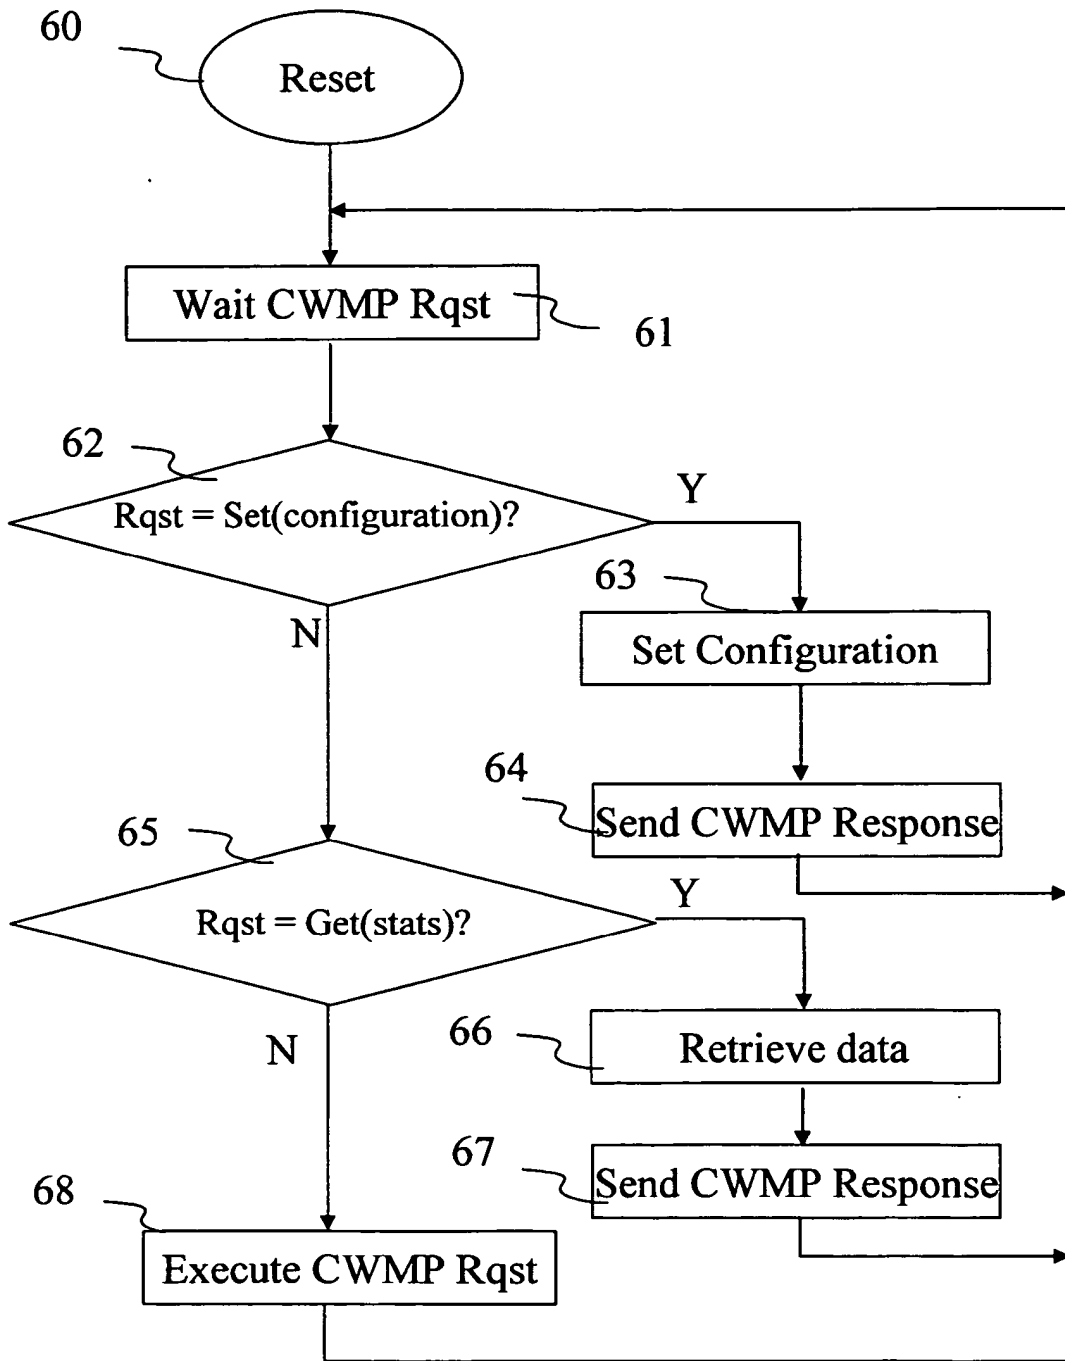 60
Reset
Wait CWMP Rqst
61
62
Y
Rqst = Set(configuration)?
63
N
Set Configuration
64
Send CWMP Response
65
Y
Rqst = Get(stats)?
66
N
Retrieve data
67
Send CWMP Response
68
Execute CWMP Rqst